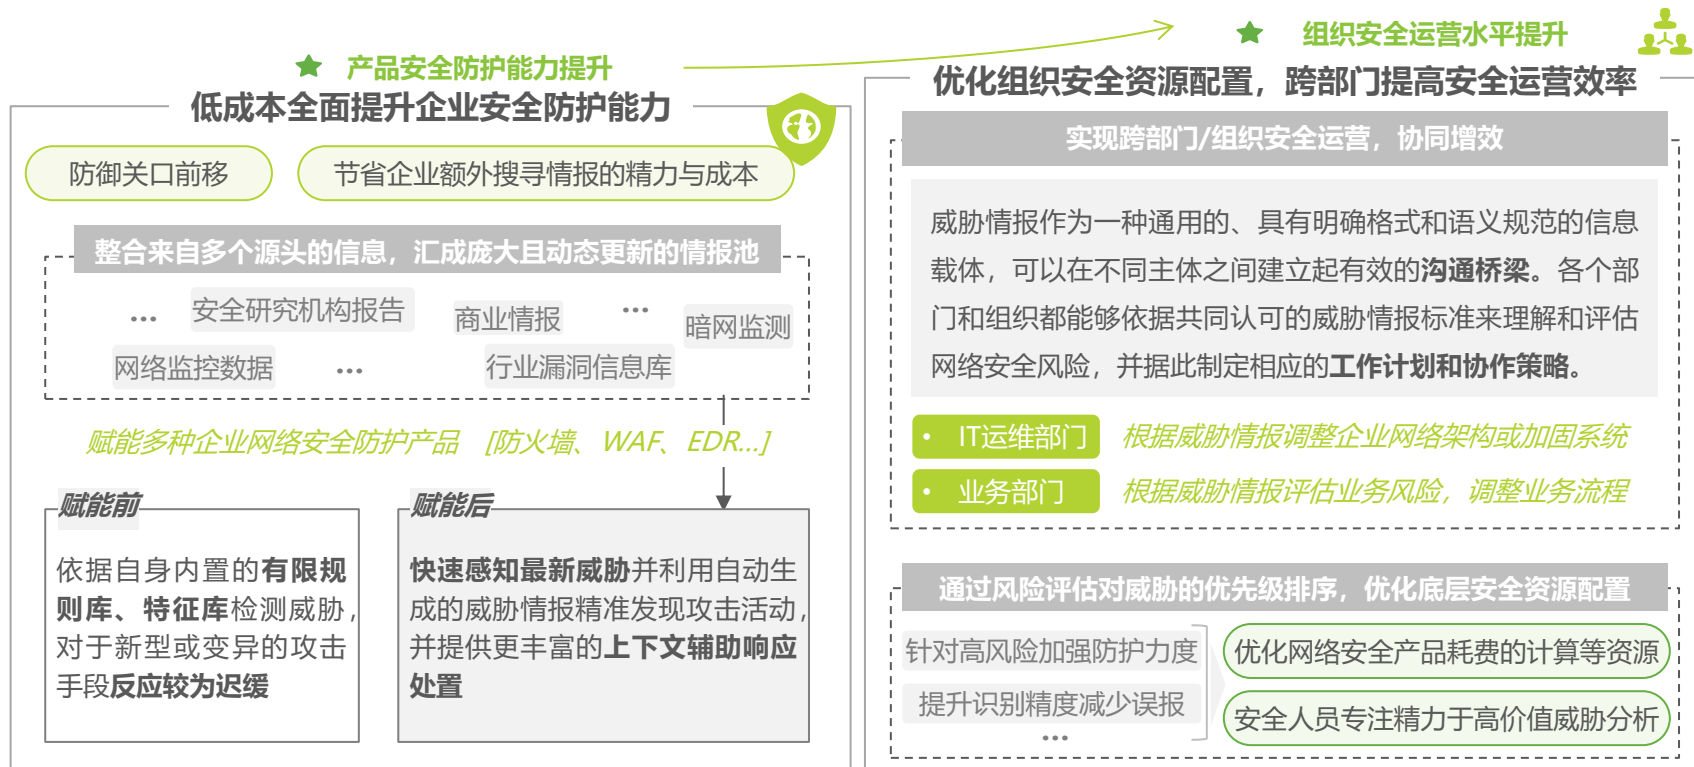 产品安全防护能力提升
低成本全面提升企业安全防护能力
防御关口前移
节省企业额外搜寻情报的精力与成本
整合来自多个源头的信息，汇成庞大且动态更新的情报池
... 安全研究机构报告 商业情报 ... 暗网监测
网络监控数据 ... 行业漏洞信息库
赋能多种企业网络安全防护产品 [防火墙、WAF、EDR...]
赋能前
依据自身内置的有限规
则库、特征库检测威胁，
对于新型或变异的攻击
手段反应较为迟缓
赋能后
快速感知最新威胁并利用自动生
成的威胁情报精准发现攻击活动，
并提供更丰富的上下文辅助响应
处置
组织安全运营水平提升
优化组织安全资源配置，跨部门提高安全运营效率
实现跨部门/组织安全运营，协同增效
威胁情报作为一种通用的、具有明确格式和语义规范的信息
载体，可以在不同主体之间建立起有效的沟通桥梁。各个部
门和组织都能够依据共同认可的威胁情报标准来理解和评估
网络安全风险，并据此制定相应的工作计划和协作策略。
• IT运维部门 根据威胁情报调整企业网络架构或加固系统
• 业务部门 根据威胁情报评估业务风险，调整业务流程
通过风险评估对威胁的优先级排序，优化底层安全资源配置
针对高风险加强防护力度
提升识别精度减少误报
...
优化网络安全产品耗费的计算等资源
安全人员专注精力于高价值威胁分析